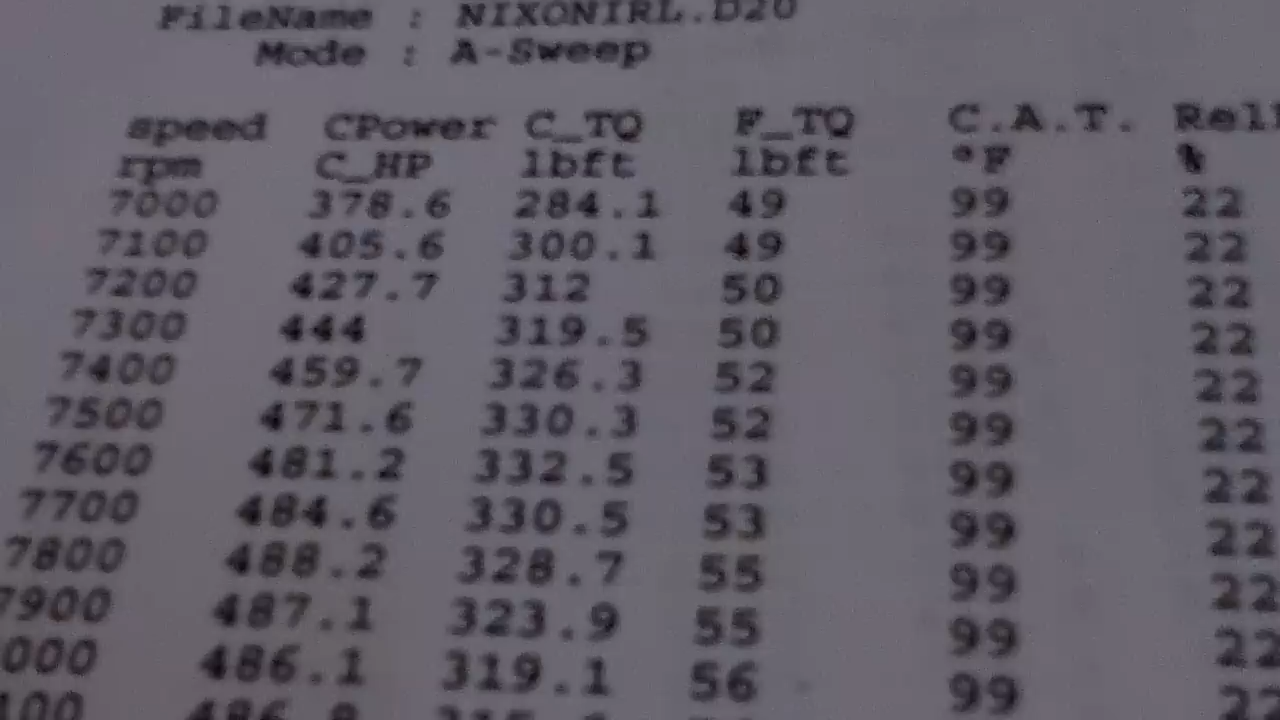 FileName : NIXONIRL.D20
Mode : A-Sweep
speed CPower C_TQ F_TQ C.A.T.
rpm C_HP lbft lbft °F %
7000 378.6 284.1 49 99 22
7100 405.6 300.1 49 99 22
7200 427.7 312 50 99 22
7300 444 319.5 50 99 22
7400 459.7 326.3 52 99 22
7500 471.6 330.3 52 99 22
7600 481.2 332.5 53 99 22
7700 484.6 330.5 53 99 22
7800 488.2 328.7 55 99 22
7900 487.1 323.9 55 99 22
000 486.1 319.1 56 99 22